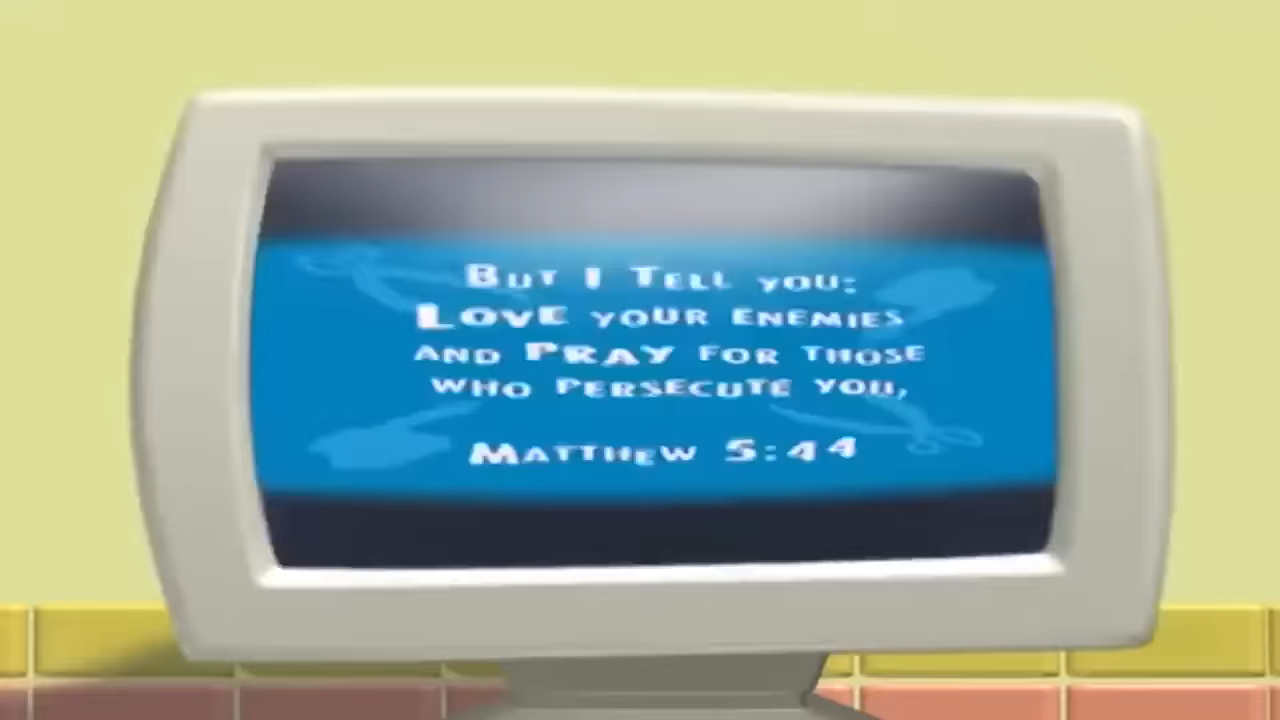 But I Tell you:
Love your enemies
and Pray for those
who persecute you,
Matthew 5:44